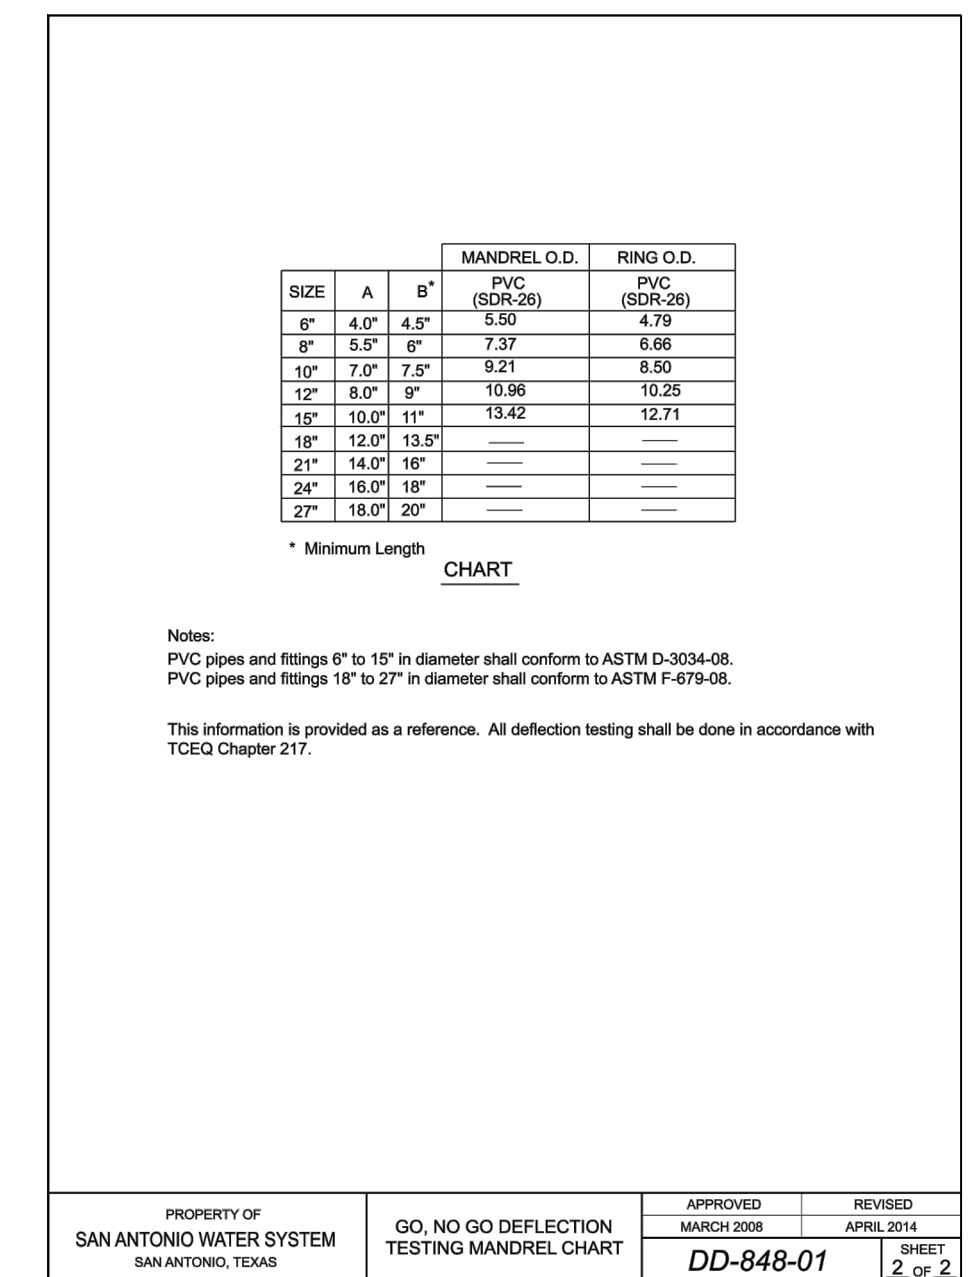 MANDREL O.D. RING O.D.
SIZE A B* PVC (SDR-26) PVC (SDR-26)
6" 4.0" 4.5" 5.50 4.79
8" 5.5" 6" 7.37 6.66
10" 7.0" 7.5" 9.21 8.50
12" 8.0" 9" 10.96 10.25
15" 10.0" 11" 13.42 12.71
18" 12.0" 13.5" —— ——
21" 14.0" 16" —— ——
24" 16.0" 18" —— ——
27" 18.0" 20" —— ——
* Minimum Length
CHART
Notes:
PVC pipes and fittings 6" to 15" in diameter shall conform to ASTM D-3034-08.
PVC pipes and fittings 18" to 27" in diameter shall conform to ASTM F-679-08.
This information is provided as a reference. All deflection testing shall be done in accordance with
TCEQ Chapter 217.
PROPERTY OF
SAN ANTONIO WATER SYSTEM
SAN ANTONIO, TEXAS
GO, NO GO DEFLECTION
TESTING MANDREL CHART
APPROVED REVISED
MARCH 2008 APRIL 2014
DD-848-01
SHEET
2 OF 2